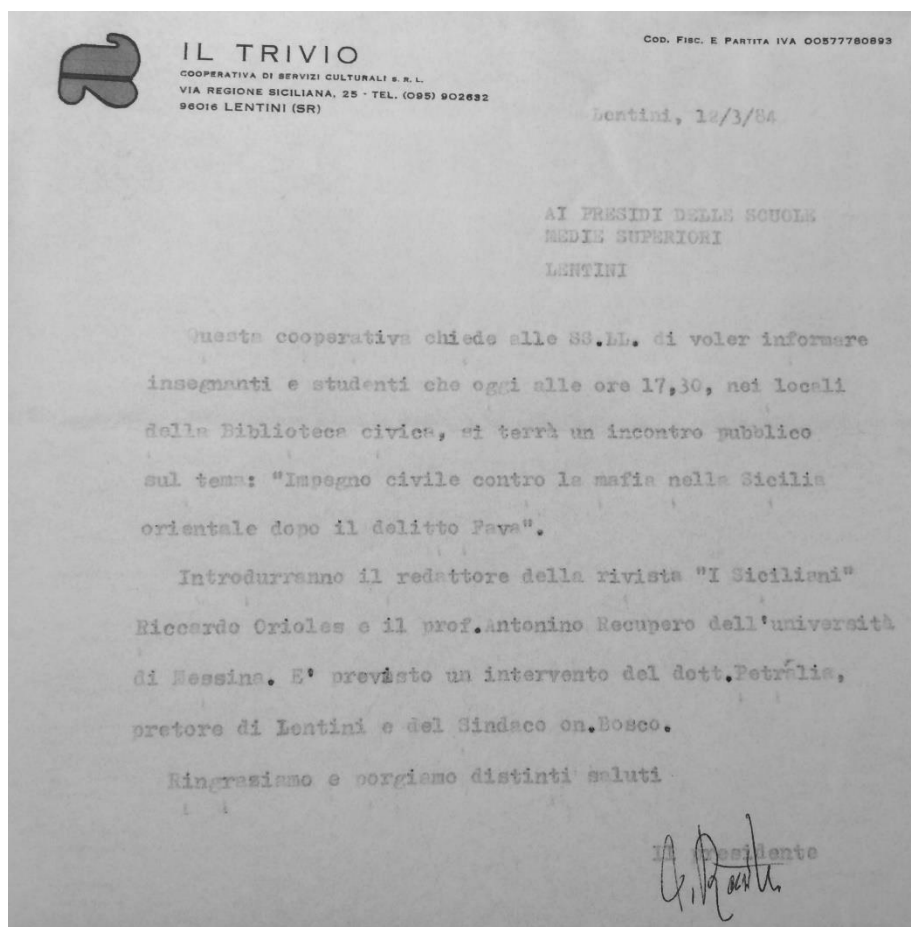 IL TRIVIO
COOPERATIVA DI SERVIZI CULTURALI S. R. L.
VIA REGIONE SICILIANA, 25 - TEL. (095) 902632
96016 LENTINI (SR)
COD. FISC. E PARTITA IVA 00577780893
Lentini, 12/3/84
AI PRESIDI DELLE SCUOLE
MEDIE SUPERIORI
LENTINI
Questa cooperativa chiede alle SS.LL. di voler informare
insegnanti e studenti che oggi alle ore 17,30, nei locali
della Biblioteca civica, si terrà un incontro pubblico
sul tema: "Impegno civile contro la mafia nella Sicilia
orientale dopo il delitto Fava".
Introdurranno il redattore della rivista "I Siciliani"
Riccardo Orioles e il prof.Antonino Recupero dell'università
di Messina. E' previsto un intervento del dott.Petrália,
pretore di Lentini e del Sindaco on.Bosco.
Ringraziamo e porgiamo distinti saluti
Il presidente